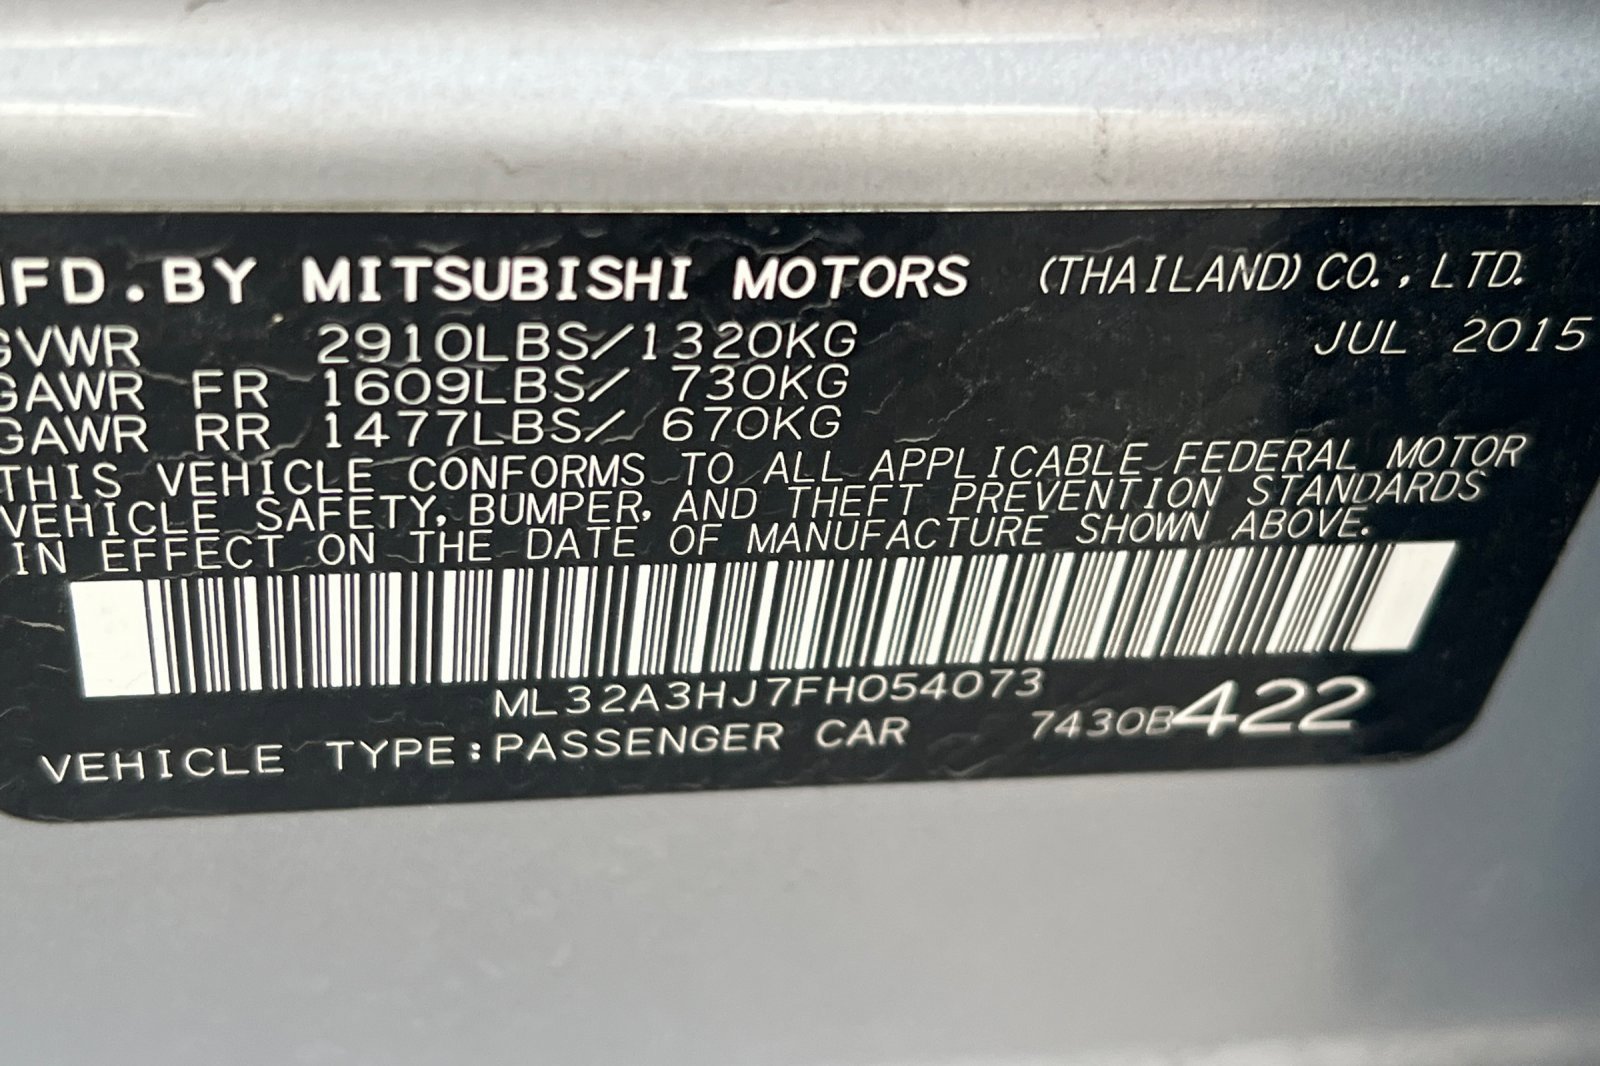 MFD.BY MITSUBISHI MOTORS (THAILAND) CO.,LTD.
GVWR 2910LBS/1320KG JUL 2015
GAWR FR 1609LBS/ 730KG
GAWR RR 1477LBS/ 670KG
THIS VEHICLE CONFORMS TO ALL APPLICABLE FEDERAL MOTOR
VEHICLE SAFETY, BUMPER, AND THEFT PREVENTION STANDARDS
IN EFFECT ON THE DATE OF MANUFACTURE SHOWN ABOVE.
ML32A3HJ7FH054073
VEHICLE TYPE:PASSENGER CAR 7430B422